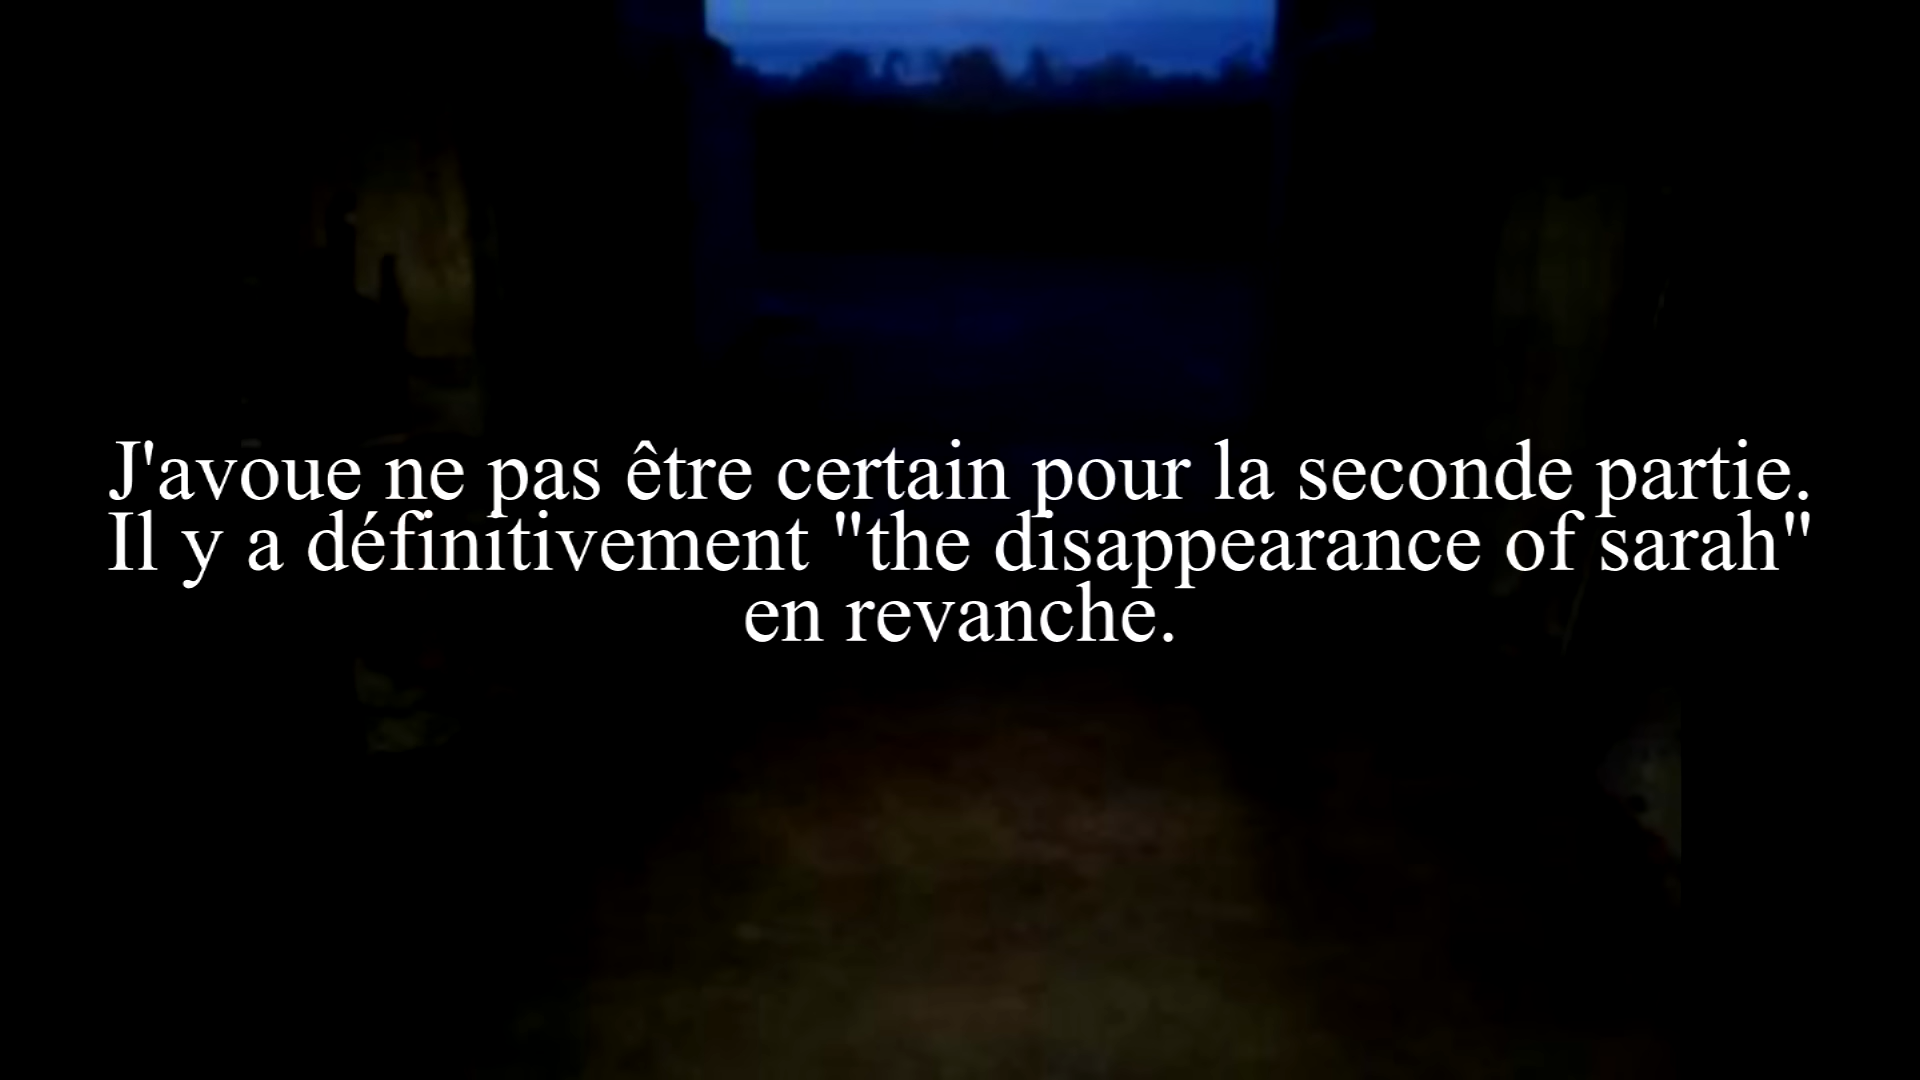 J'avoue ne pas être certain pour la seconde partie.
Il y a définitivement "the disappearance of sarah"
en revanche.